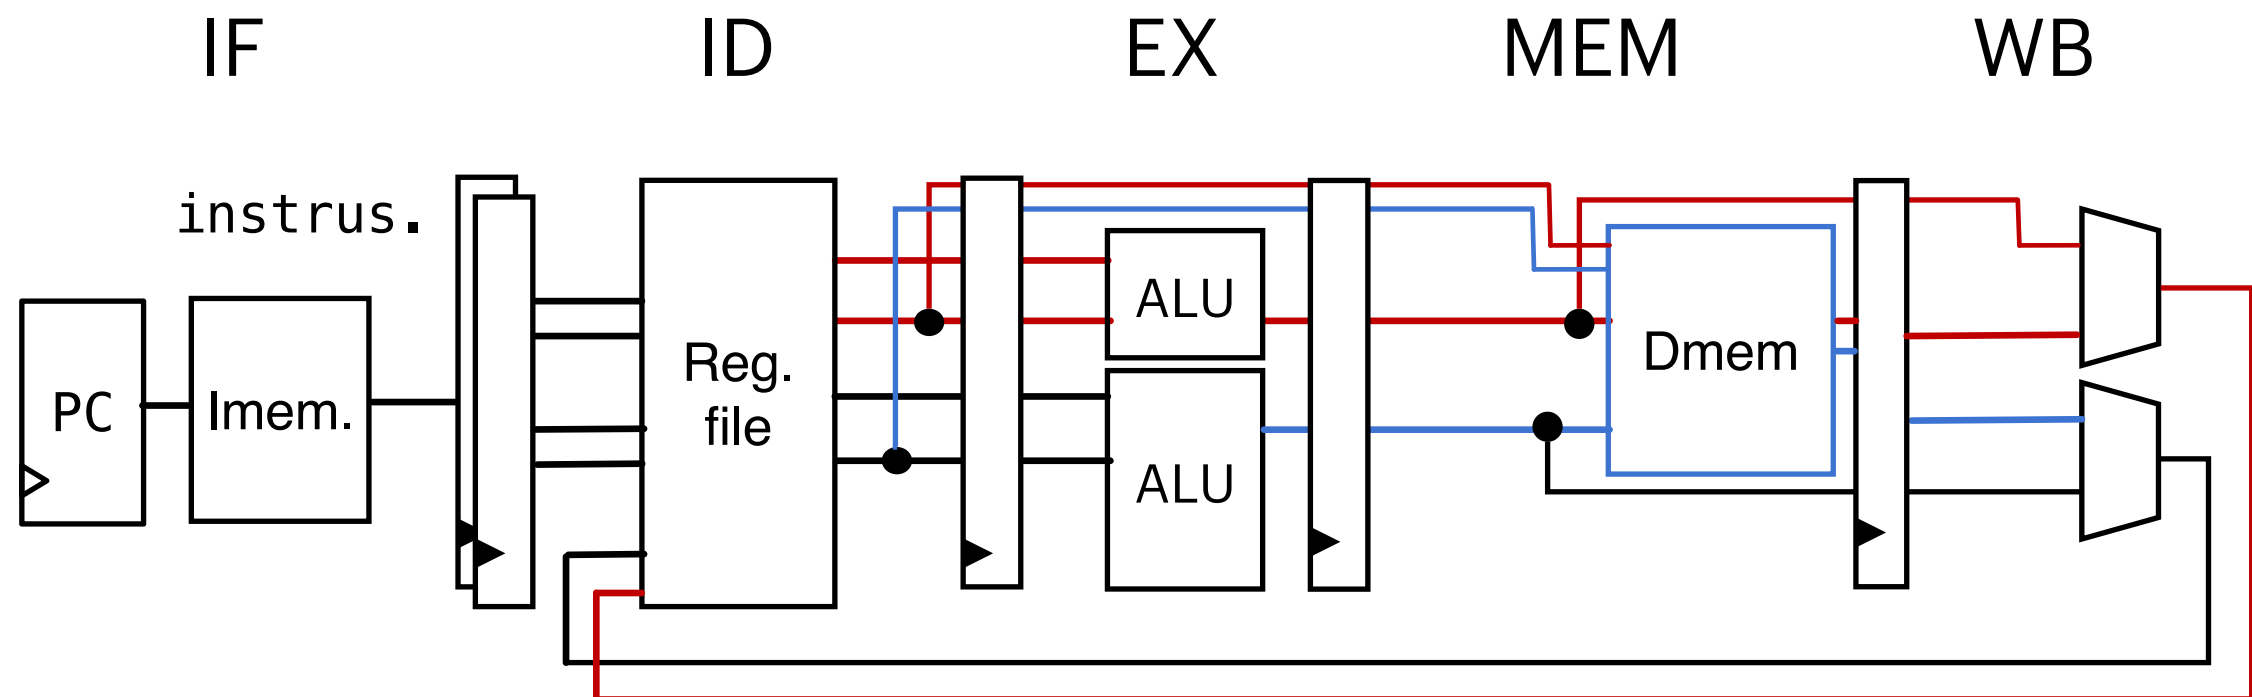 IF ID EX MEM WB
instrus.
PC
Imem.
Reg.
file
ALU
ALU
Dmem